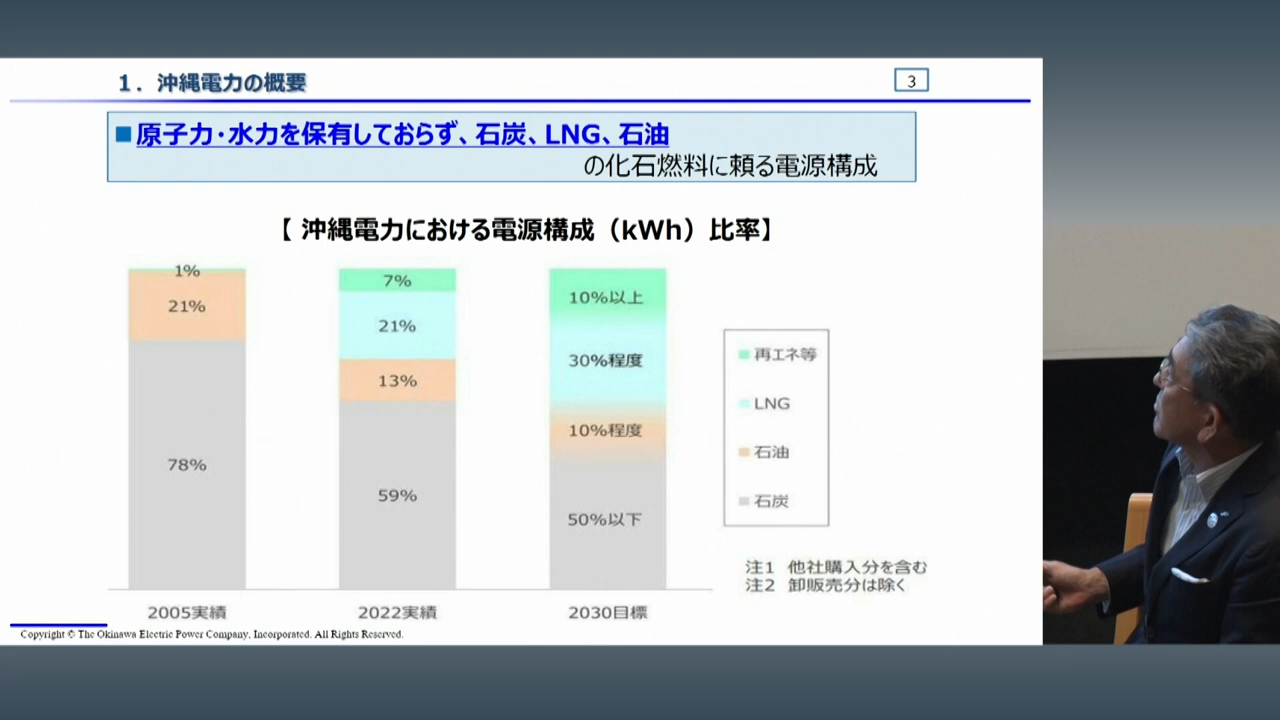 1．沖縄電力の概要
3
■原子力・水力を保有しておらず、石炭、LNG、石油
の化石燃料に頼る電源構成
【 沖縄電力における電源構成（kWh）比率】
1%
21%
78%
7%
21%
13%
59%
10%以上
30%程度
10%程度
50%以下
再エネ等
LNG
石油
石炭
注1 他社購入分を含む
注2 卸販売分は除く
2005実績
2022実績
2030目標
Copyright © The Okinawa Electric Power Company, Incorporated. All Rights Reserved.